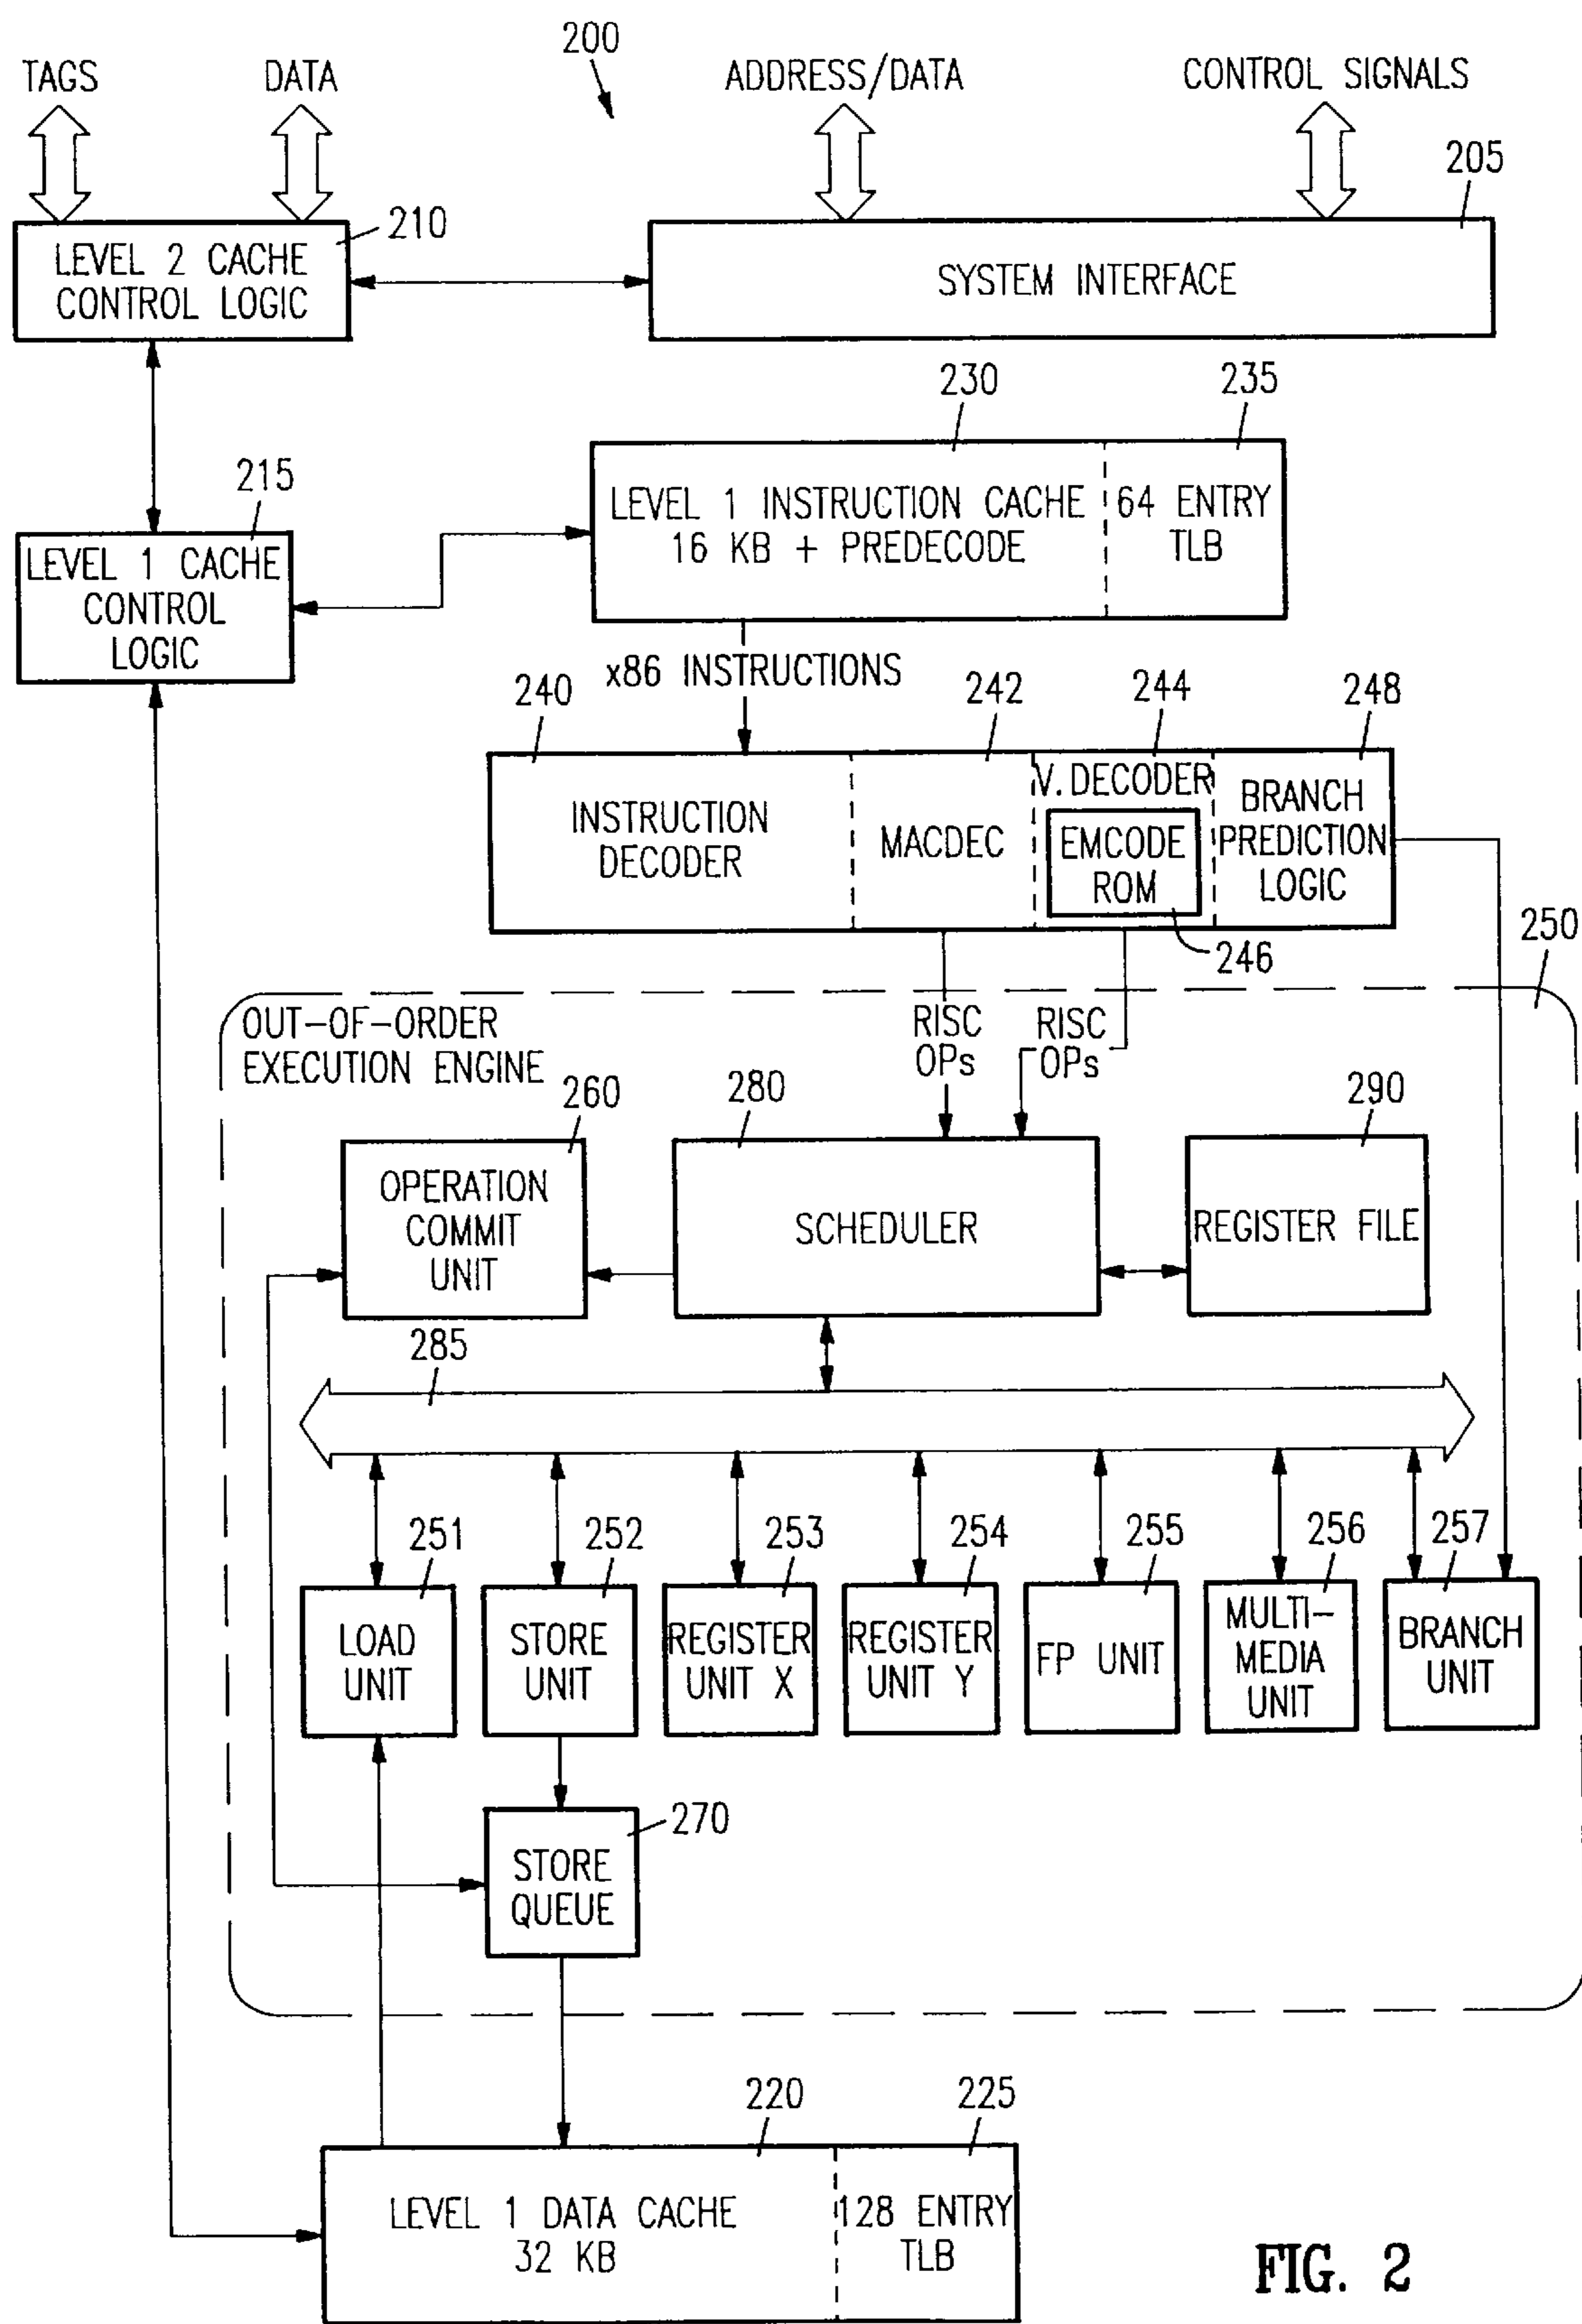 200
TAGS
DATA
ADDRESS/DATA
CONTROL SIGNALS
205
210
LEVEL 2 CACHE
CONTROL LOGIC
SYSTEM INTERFACE
230
235
215
LEVEL 1 INSTRUCTION CACHE
16 KB + PREDECODE
64 ENTRY
TLB
LEVEL 1 CACHE
CONTROL
LOGIC
x86 INSTRUCTIONS
240
242
244
248
INSTRUCTION
DECODER
MACDEC
V. DECODER
EMCODE
ROM
BRANCH
PREDICTION
LOGIC
246
250
OUT-OF-ORDER
EXECUTION ENGINE
RISC
OPs
RISC
OPs
260
280
290
OPERATION
COMMIT
UNIT
SCHEDULER
REGISTER FILE
285
251
252
253
254
255
256
257
LOAD
UNIT
STORE
UNIT
REGISTER
UNIT X
REGISTER
UNIT Y
FP UNIT
MULTI-
MEDIA
UNIT
BRANCH
UNIT
270
STORE
QUEUE
220
225
LEVEL 1 DATA CACHE
32 KB
128 ENTRY
TLB
FIG. 2